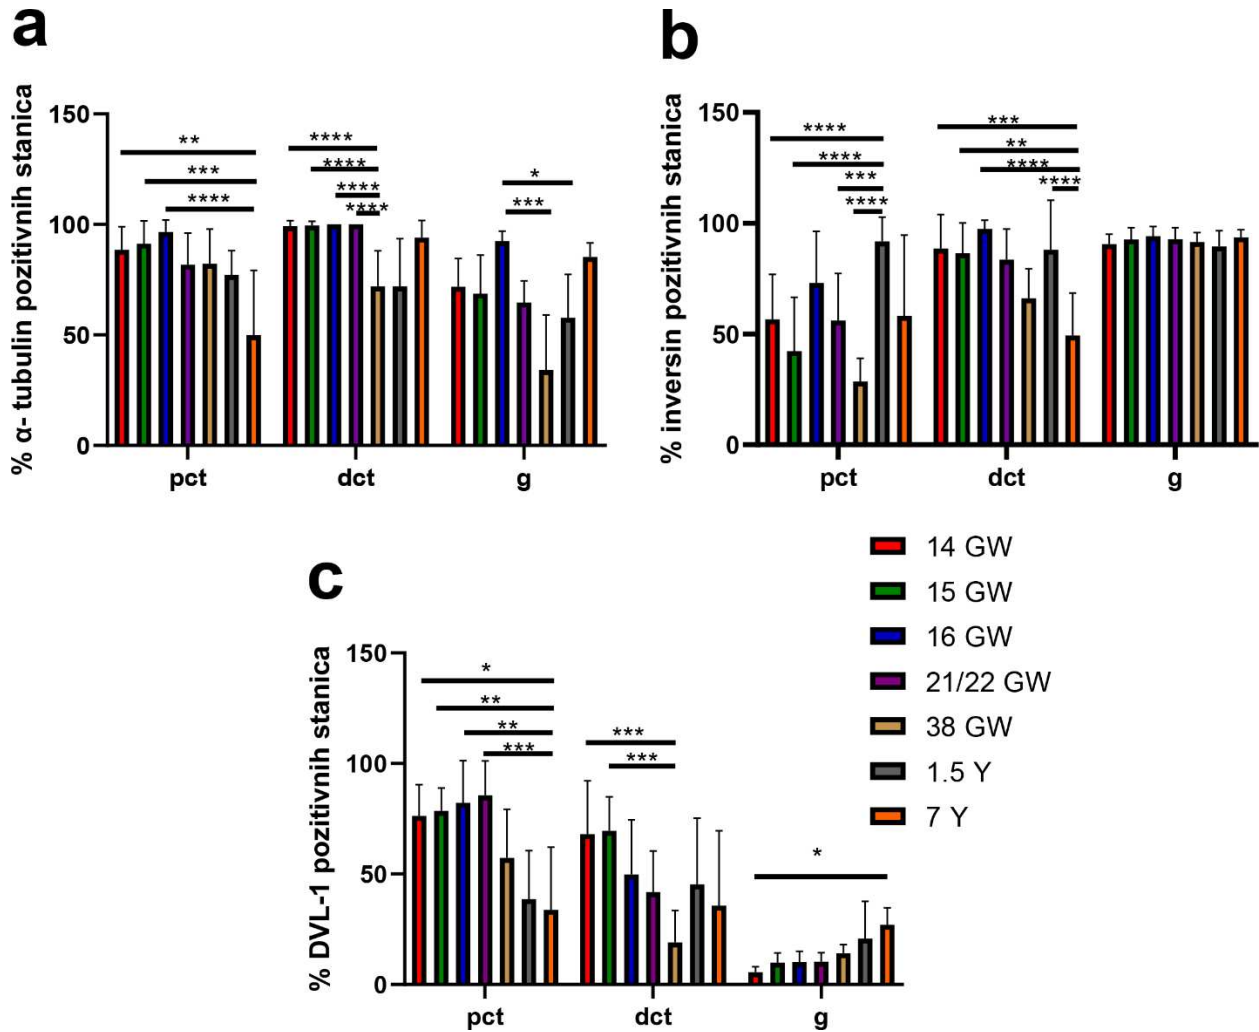 a
% α- tubulin pozitivnih stanica
150
100
50
0
** *** ****
**** **** **** ****
* ***
pct dct g
b
% inversin pozitivnih stanica
150
100
50
0
**** **** *** ****
*** ** **** ****
pct dct g
c
% DVL-1 pozitivnih stanica
150
100
50
0
* ** ** ***
*** ***
*
pct dct g
14 GW
15 GW
16 GW
21/22 GW
38 GW
1.5 Y
7 Y